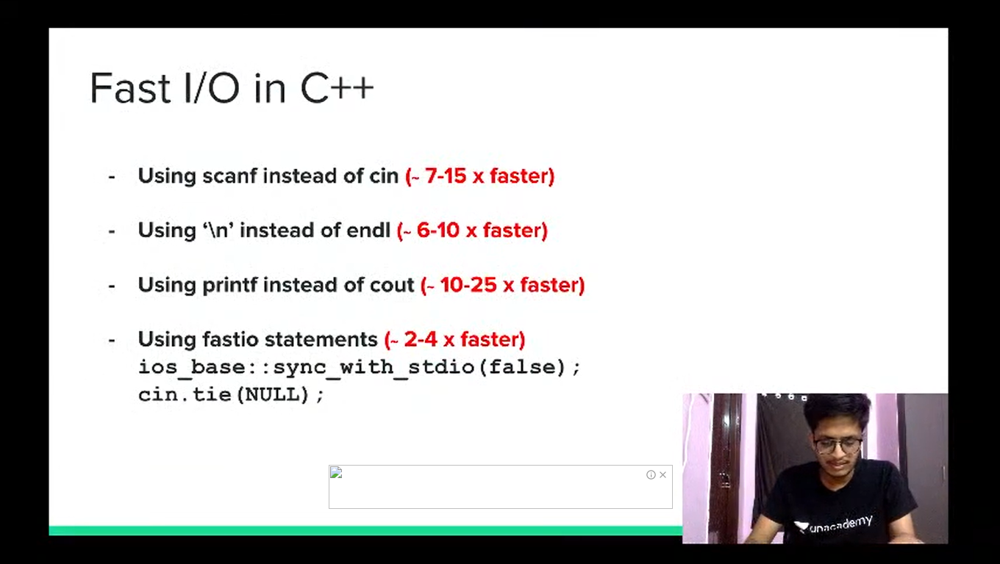 Fast I/O in C++
- Using scanf instead of cin (~ 7-15 x faster)
- Using ‘\n’ instead of endl (~ 6-10 x faster)
- Using printf instead of cout (~ 10-25 x faster)
- Using fastio statements (~ 2-4 x faster)
ios_base::sync_with_stdio(false);
cin.tie(NULL);
unacademy